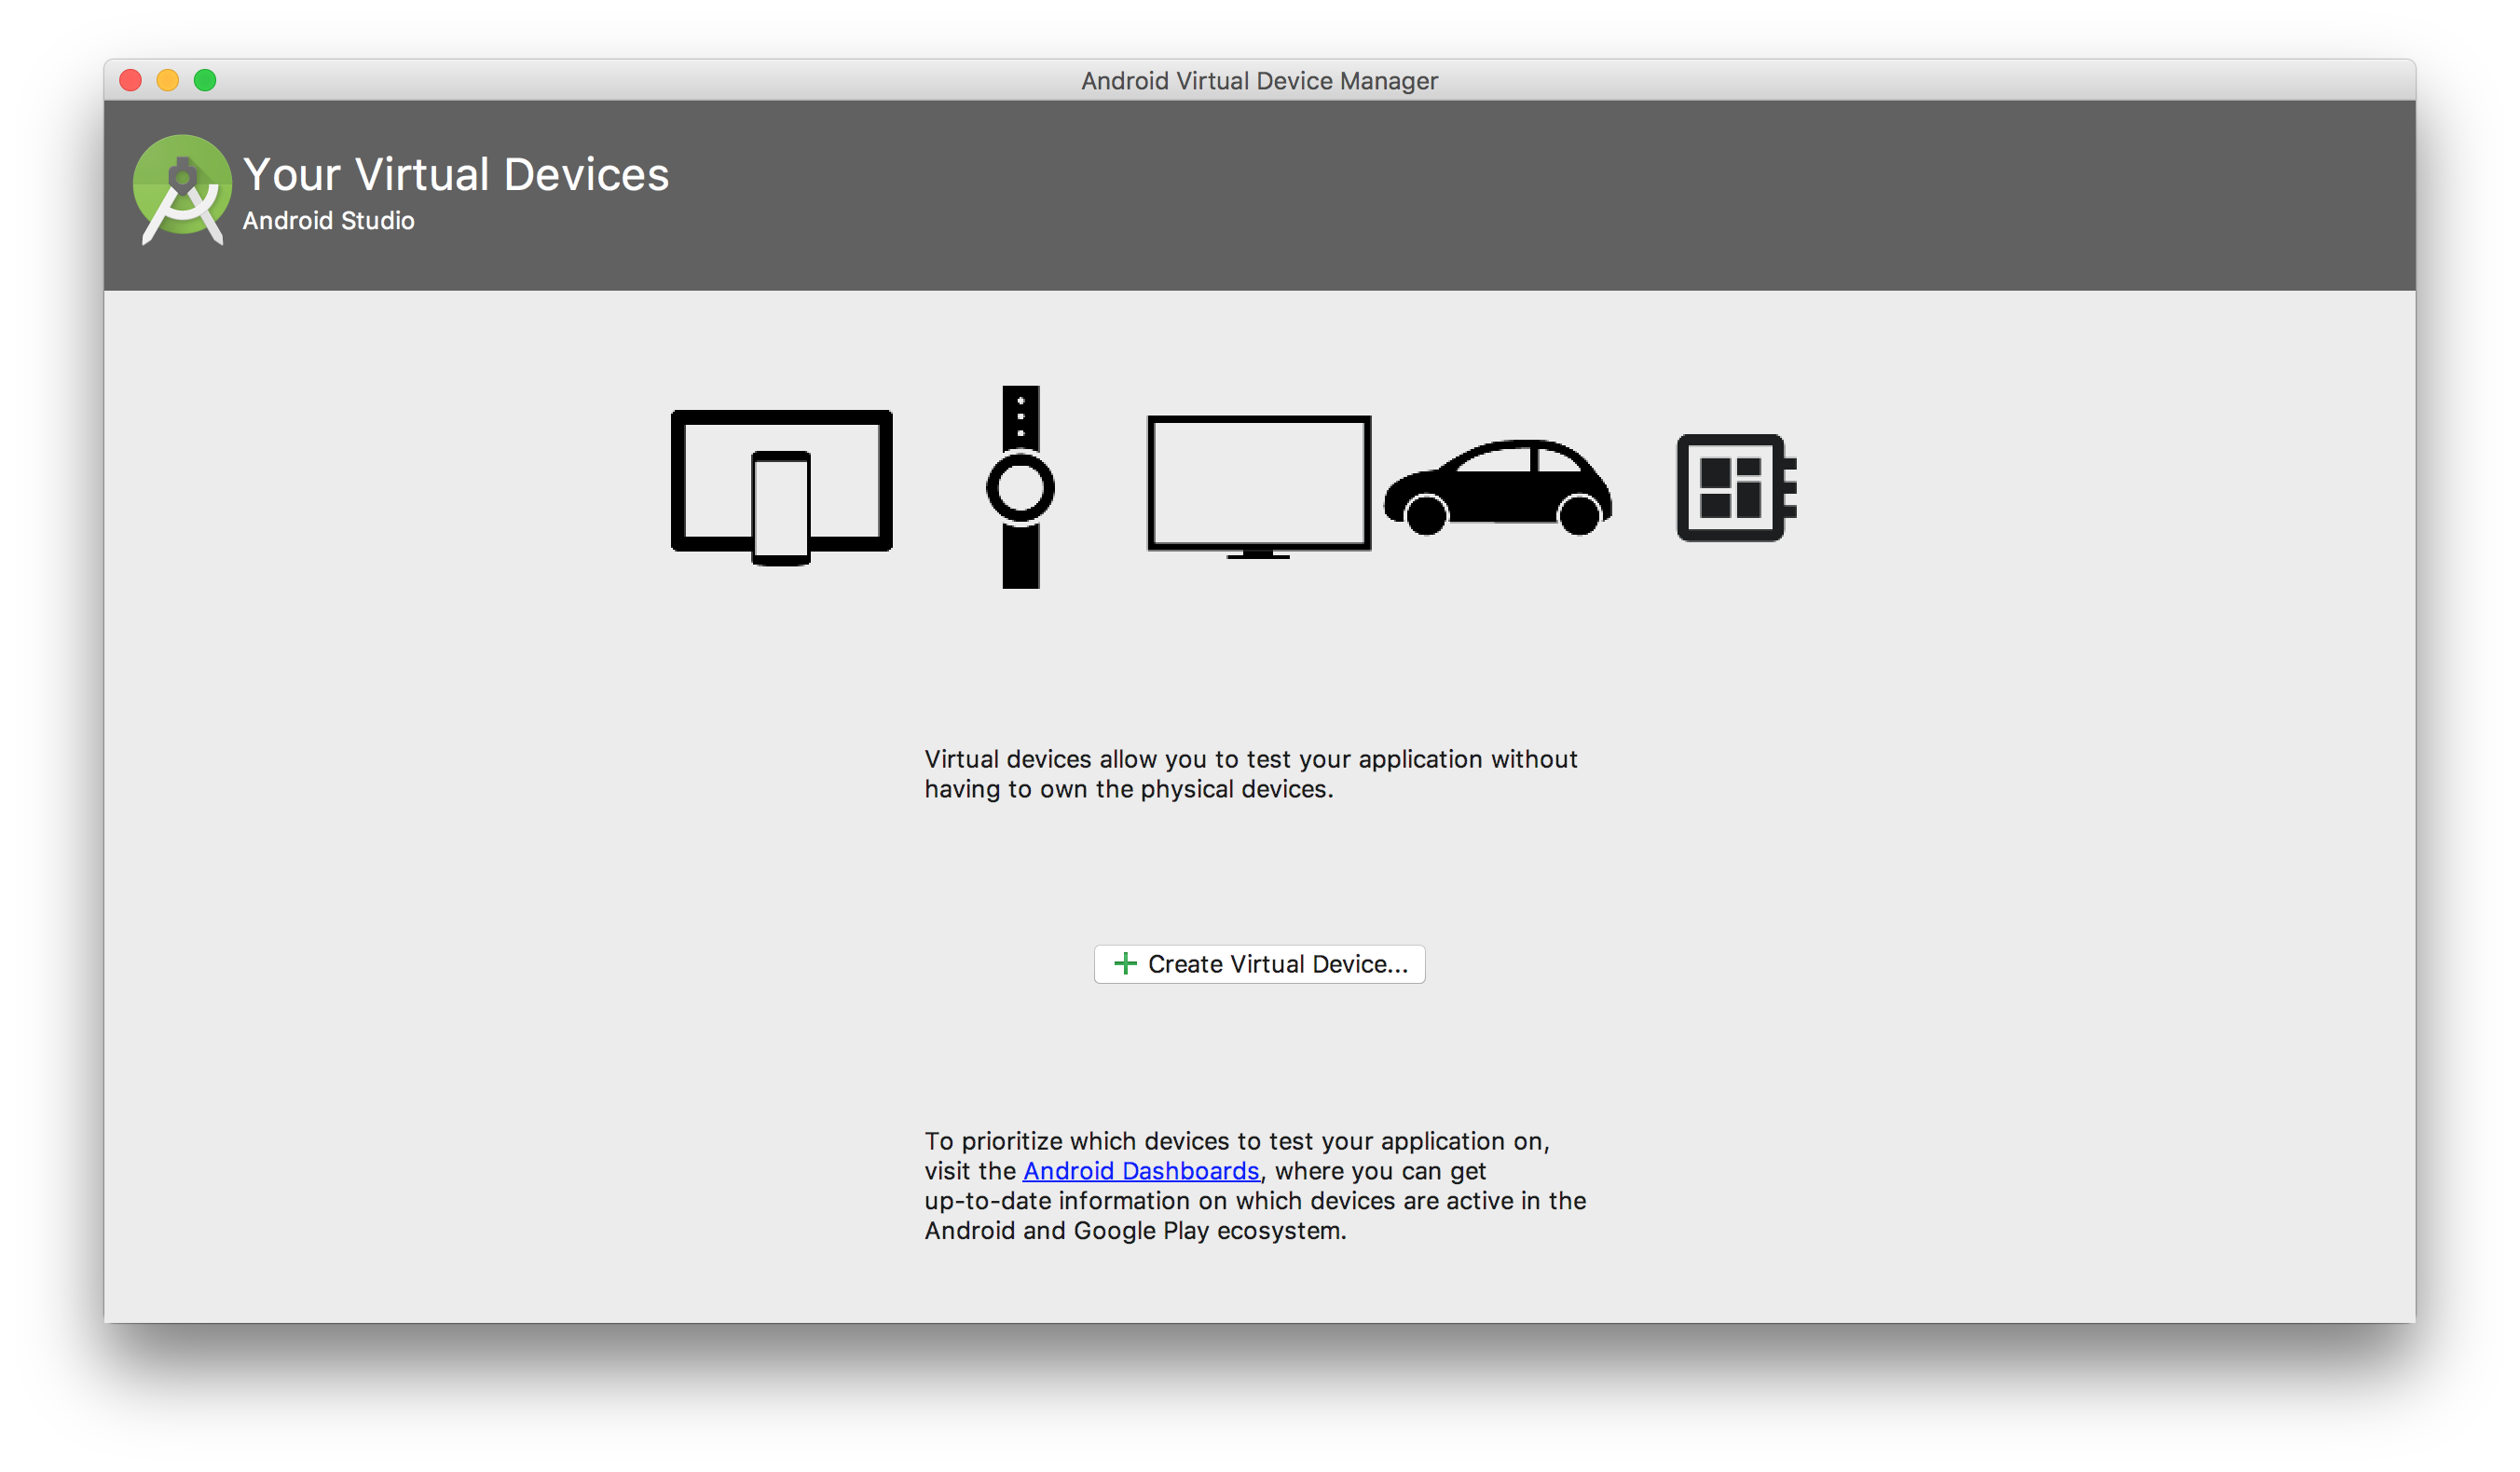 Android Virtual Device Manager
Your Virtual Devices
Android Studio
Virtual devices allow you to test your application without
having to own the physical devices.
Create Virtual Device...
To prioritize which devices to test your application on,
visit the Android Dashboards, where you can get
up-to-date information on which devices are active in the
Android and Google Play ecosystem.